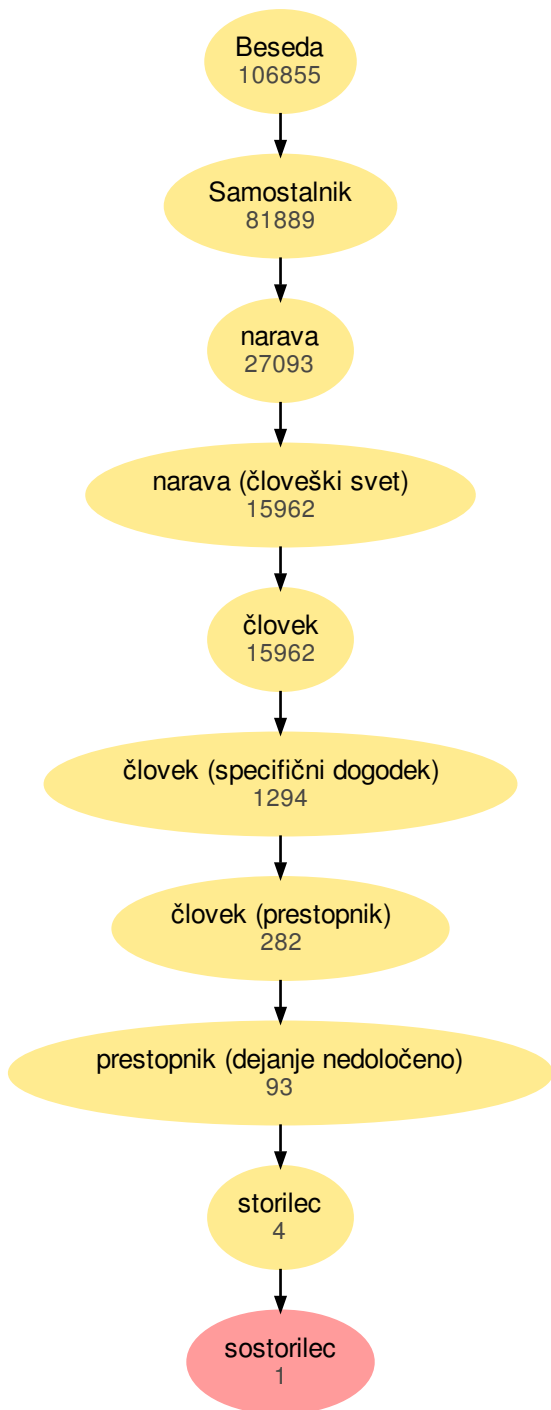 Beseda
106855
Samostalnik
81889
narava
27093
narava (človeški svet)
15962
človek
15962
človek (specifični dogodek)
1294
človek (prestopnik)
282
prestopnik (dejanje nedoločeno)
93
storilec
4
sostorilec
1